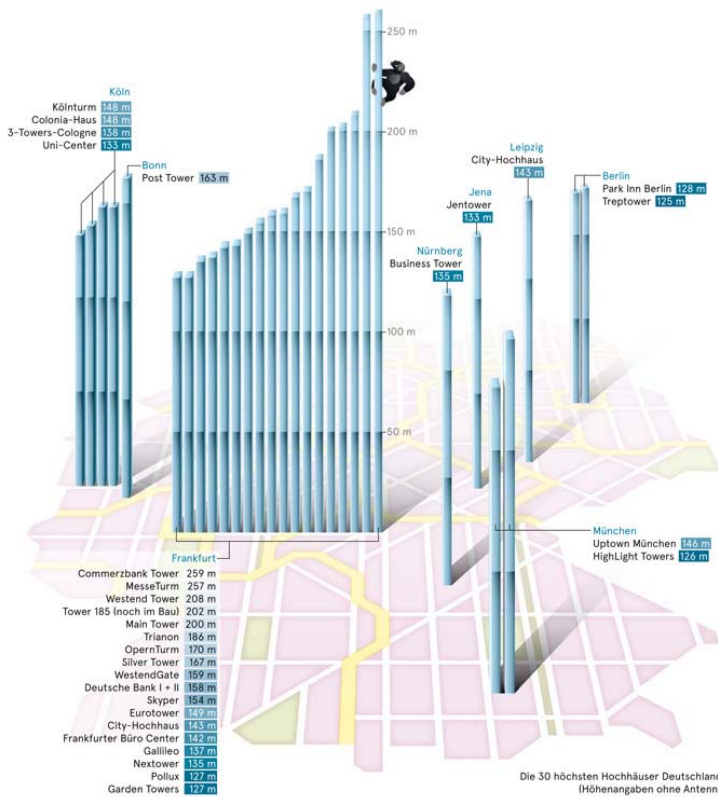 250 m
200 m
150 m
100 m
50 m
Köln
Kölnturm 148 m
Colonia-Haus 148 m
3-Towers-Cologne 138 m
Uni-Center 133 m
Bonn
Post Tower 163 m
Leipzig
City-Hochhaus
143 m
Jena
Jentower
133 m
Berlin
Park Inn Berlin 128 m
Treptower 125 m
Nürnberg
Business Tower
135 m
München
Uptown München 146 m
HighLight Towers 126 m
Frankfurt
Commerzbank Tower 259 m
MesseTurm 257 m
Westend Tower 208 m
Tower 185 (noch im Bau) 202 m
Main Tower 200 m
Trianon 186 m
OpernTurm 170 m
Silver Tower 167 m
WestendGate 159 m
Deutsche Bank I + II 158 m
Skyper 154 m
Eurotower 149 m
City-Hochhaus 143 m
Frankfurter Büro Center 142 m
Gallileo 137 m
Nextower 135 m
Pollux 127 m
Garden Towers 127 m
Die 30 höchsten Hochhäuser Deutschland
(Höhenangaben ohne Antenn